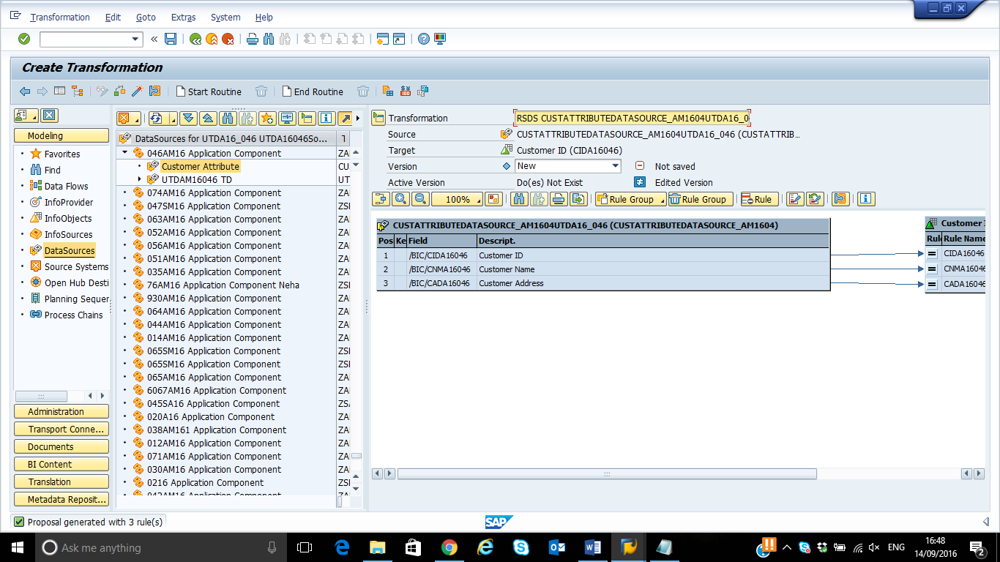 Transformation Edit Goto Extras System Help
Create Transformation
Start Routine End Routine
Modeling
Favorites
Find
Data Flows
InfoProvider
InfoObjects
InfoSources
DataSources
Source Systems
Open Hub Desti
Planning Sequer
Process Chains
Administration
Transport Conne...
Documents
BI Content
Translation
Metadata Reposit...
DataSources for UTDA16_046 UTDA16046So... T
046AM16 Application Component ZA
Customer Attribute CU
UTDAM16046 TD UT
074AM16 Application Component ZA
047SM16 Application Component ZS
063AM16 Application Component ZA
052AM16 Application Component ZA
056AM16 Application Component ZA
051AM16 Application Component ZA
035AM16 Application Component ZA
76AM16 Application Component Neha ZA
930AM16 Application Component ZA
064AM16 Application Component ZA
044AM16 Application Component ZA
014AM16 Application Component ZA
065SM16 Application Component ZS
065SM16 Application Component ZS
065AM16 Application Component ZA
6067AM16 Application Component ZA
045SA16 Application Component ZSA
020A16 Application Component ZA
038AM161 Application Component ZA
012AM16 Application Component ZA
071AM16 Application Component ZA
030AM16 Application Component ZA
0216 Application Component ZS
042AM16 Application Component ZA
Transformation RSDS CUSTATTRIBUTEDATASOURCE_AM1604UTDA16_0
Source CUSTATTRIBUTEDATASOURCE_AM1604UTDA16_046 (CUSTATTRIB...
Target Customer ID (CIDA16046)
Version New Not saved
Active Version Do(es) Not Exist Edited Version
100% Rule Group Rule Group Rule
CUSTATTRIBUTEDATASOURCE_AM1604UTDA16_046 (CUSTATTRIBUTEDATASOURCE_AM1604)
Pos Ke Field Descript.
1 /BIC/CIDA16046 Customer ID
2 /BIC/CNMA16046 Customer Name
3 /BIC/CADA16046 Customer Address
Customer I
Rule Rule Name
CIDA16046
CNMA16046
CADA16046
Proposal generated with 3 rule(s)
SAP
Ask me anything
ENG
16:48
14/09/2016
2